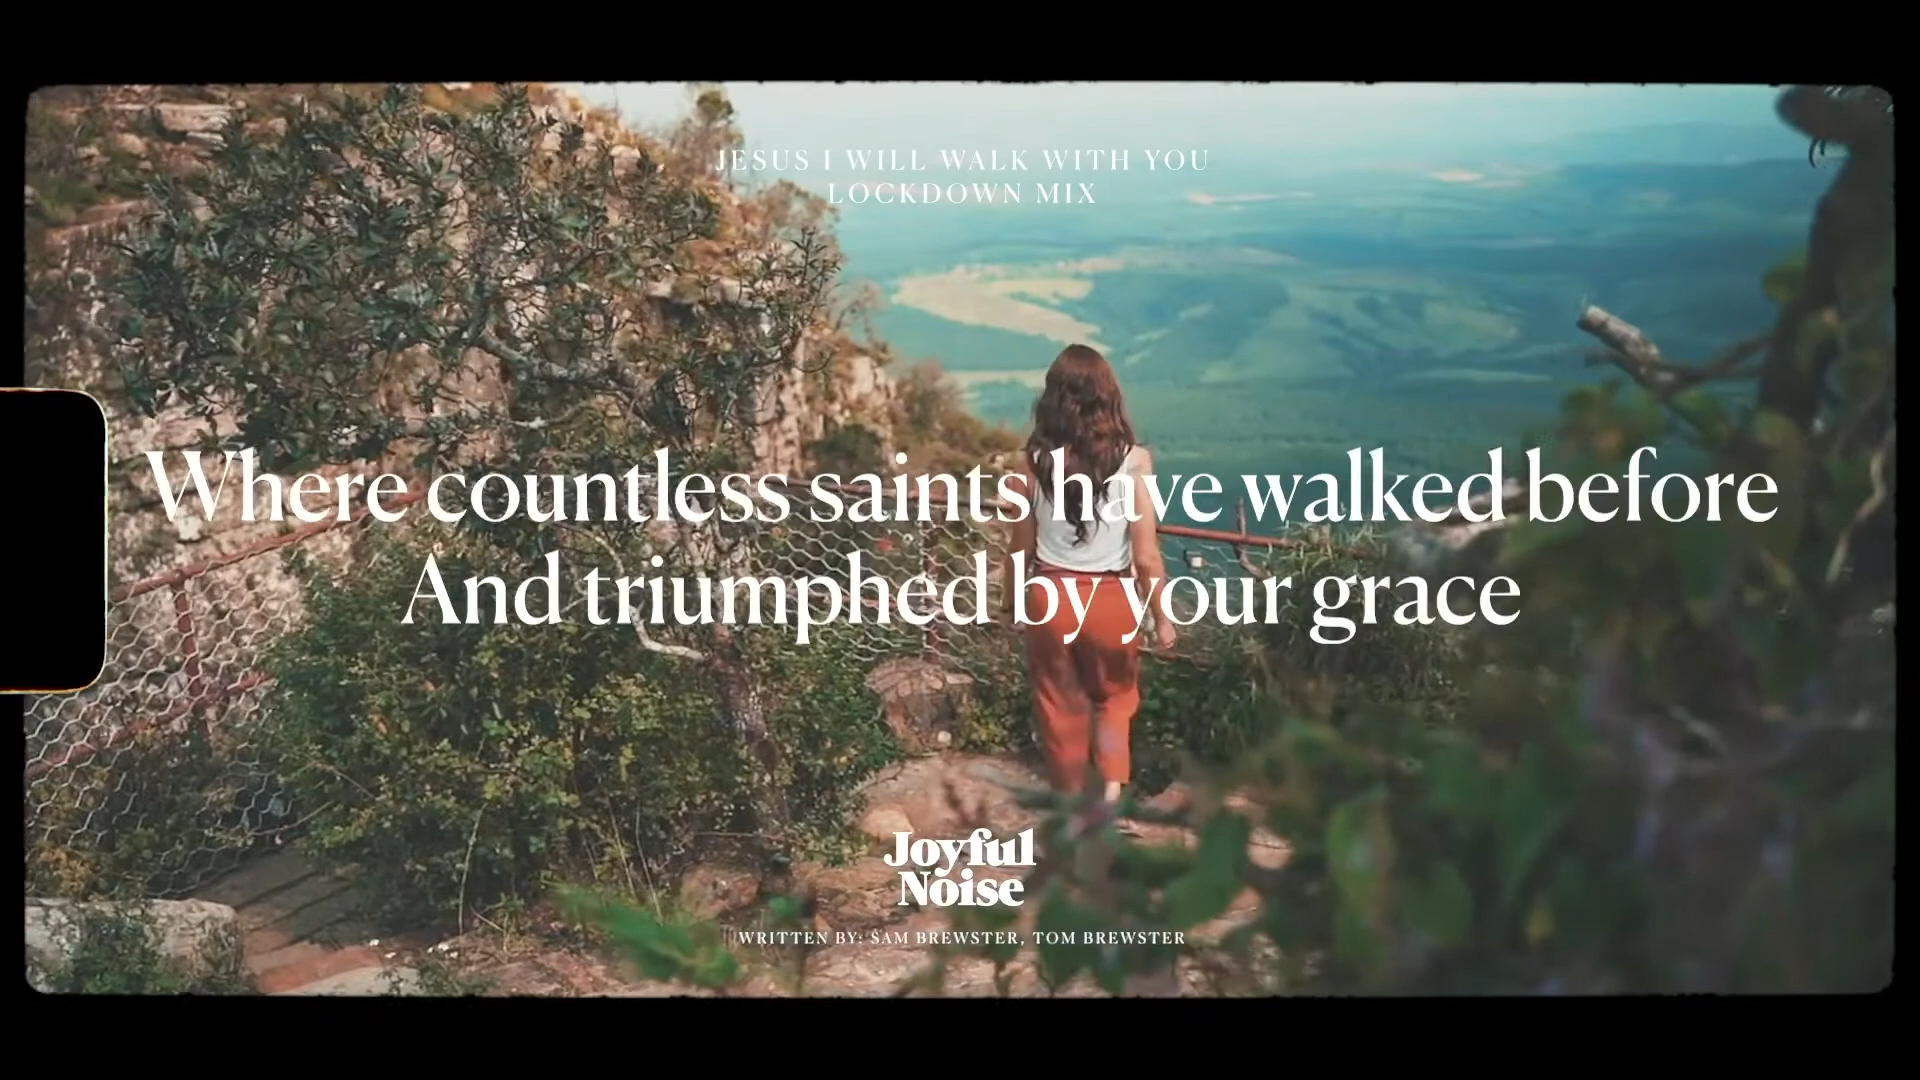 JESUS I WILL WALK WITH YOU
LOCKDOWN MIX
Where countless saints have walked before
And triumphed by your grace
Joyful
Noise
WRITTEN BY: SAM BREWSTER, TOM BREWSTER